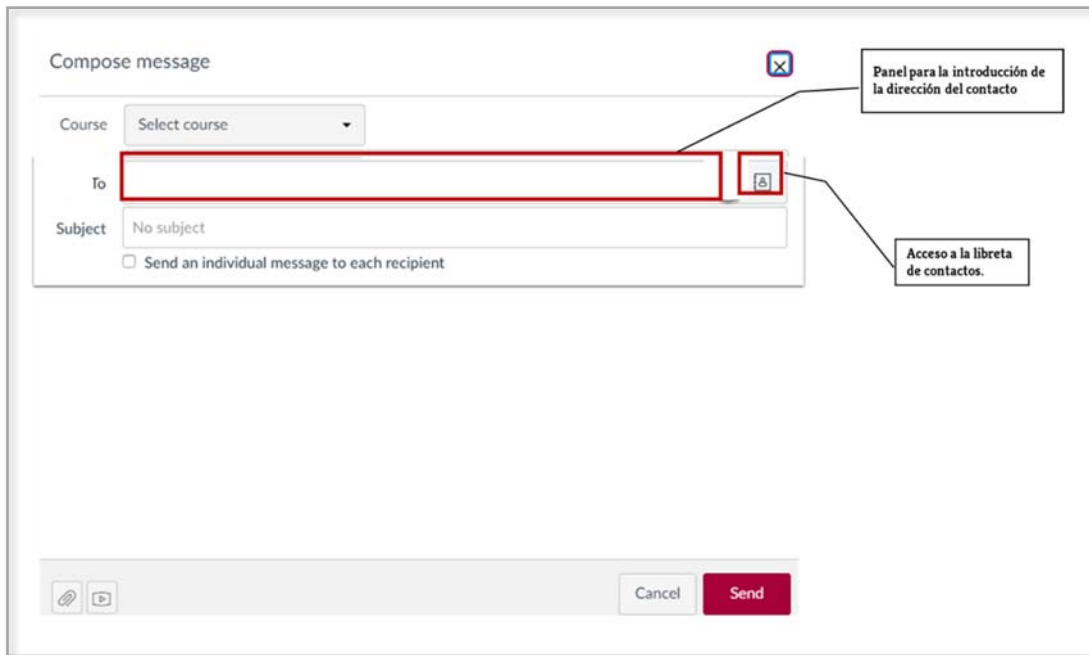 Compose message
Panel para la introducción de
la dirección del contacto
Course Select course
To
Subject No subject
Send an individual message to each recipient
Acceso a la libreta
de contactos.
Cancel Send